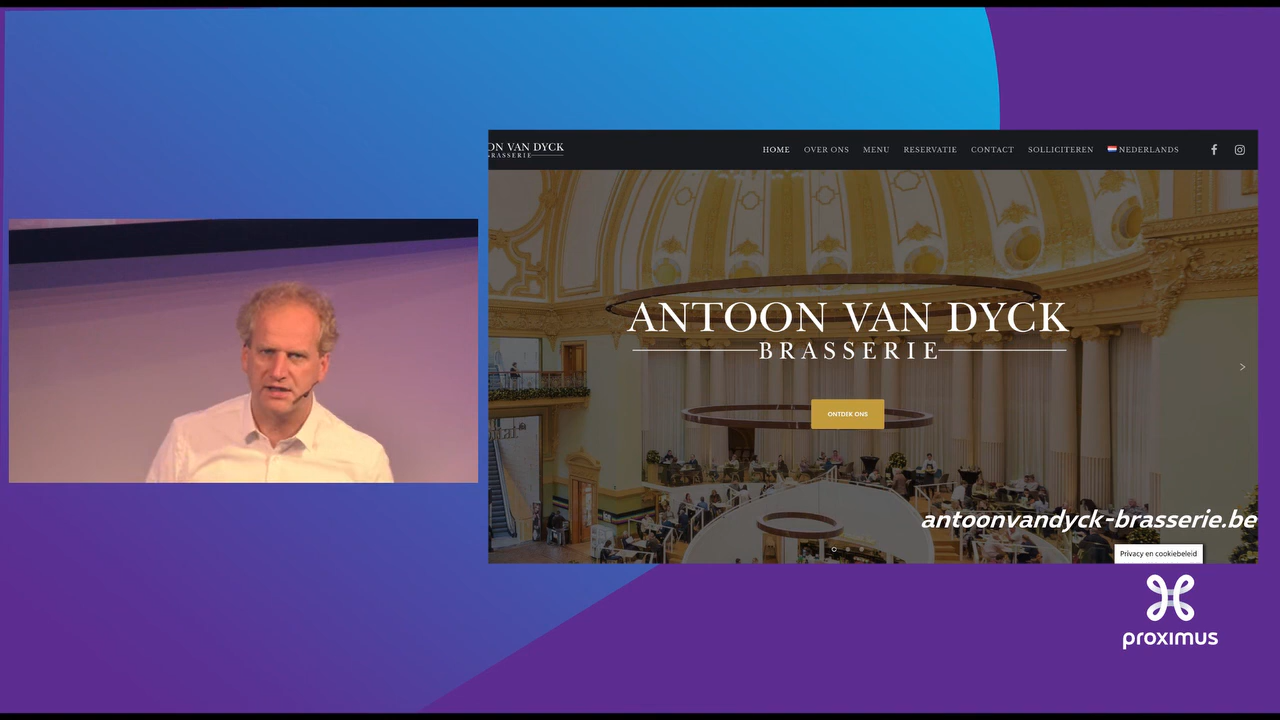 ON VAN DYCK
BRASSERIE
HOME OVER ONS MENU RESERVATIE CONTACT SOLLICITEREN NEDERLANDS
ANTOON VAN DYCK
BRASSERIE
ONTDEK ONS
antoonvandyck-brasserie.be
Privacy en cookiebeleid
proximus